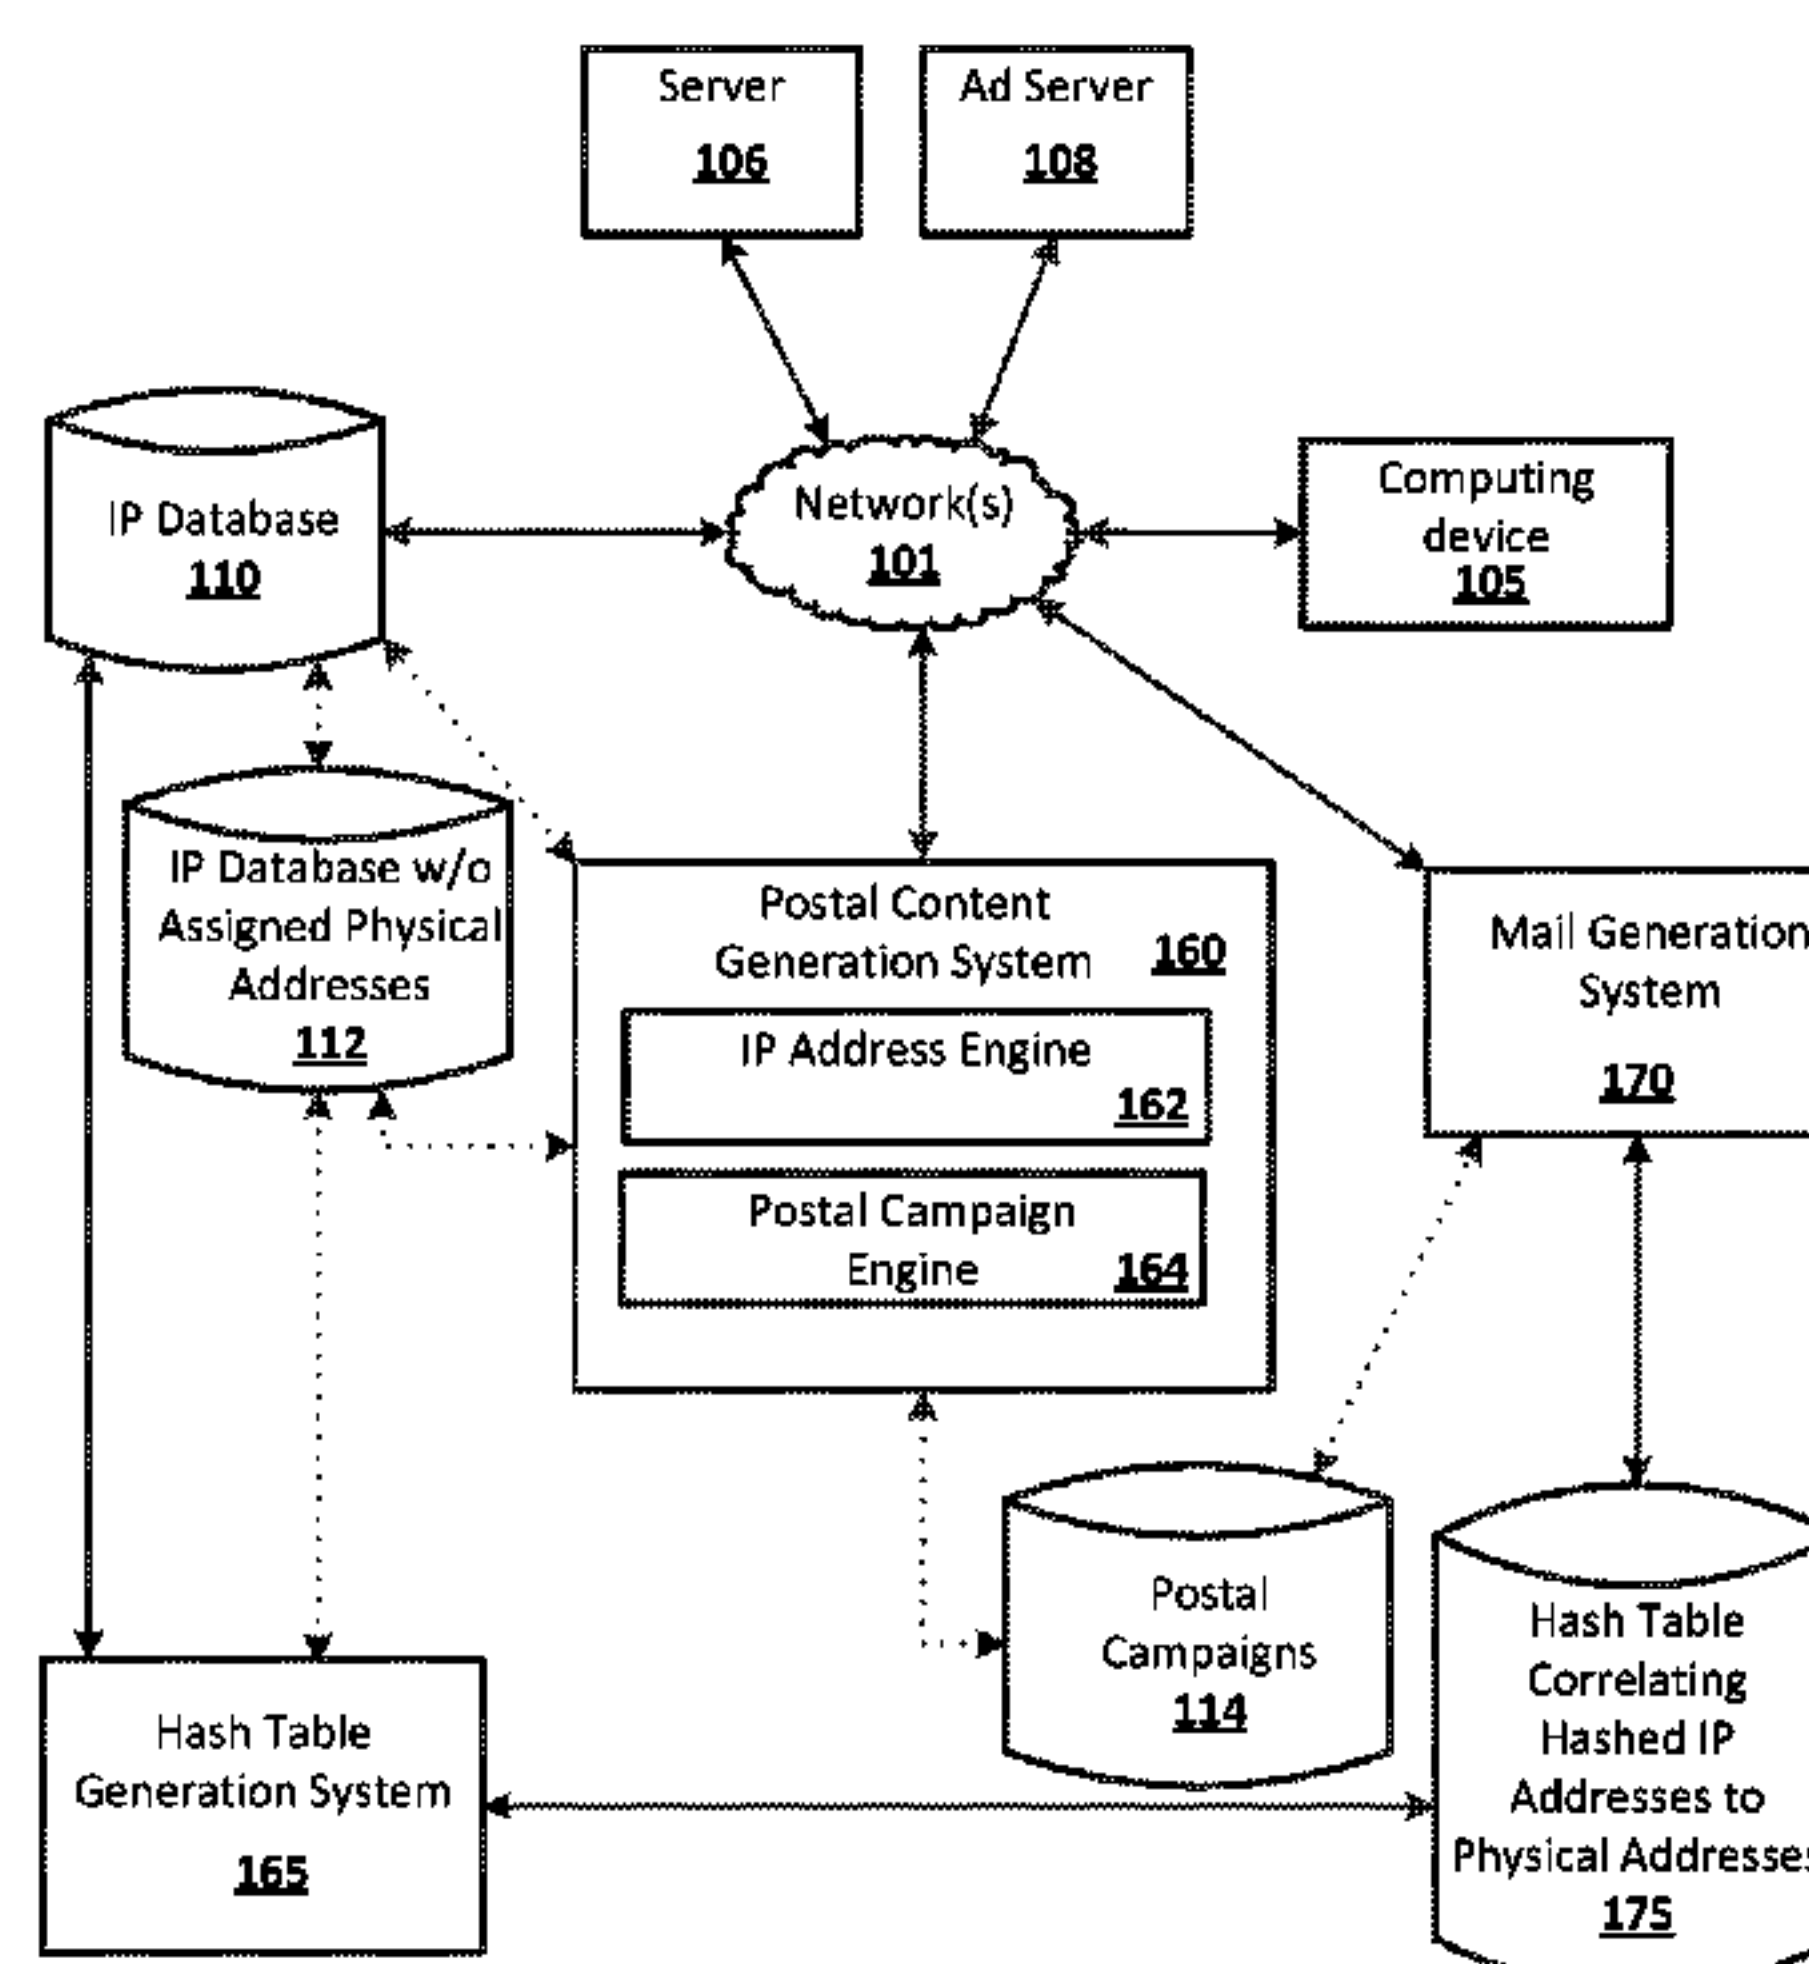 Server
106
Ad Server
108
IP Database
110
Network(s)
101
Computing
device
105
IP Database w/o
Assigned Physical
Addresses
112
Postal Content
Generation System 160
IP Address Engine
162
Postal Campaign
Engine 164
Mail Generation
System
170
Postal
Campaigns
114
Hash Table
Correlating
Hashed IP
Addresses to
Physical Addresses
175
Hash Table
Generation System
165